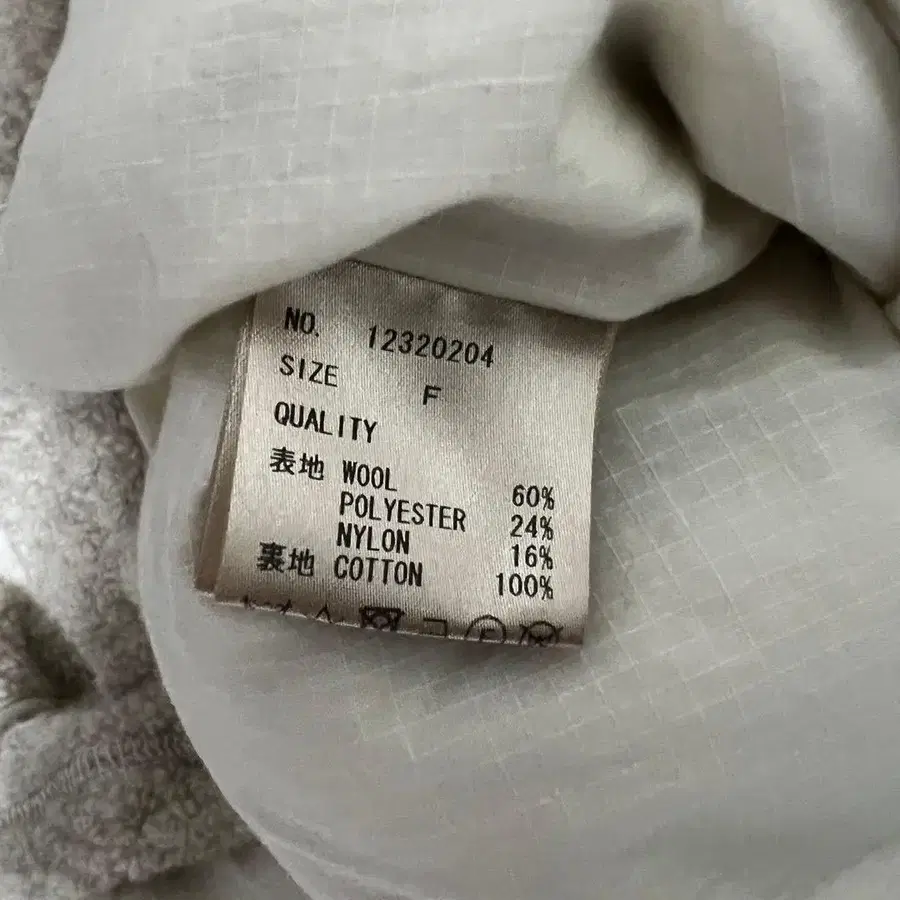 NO. 12320204
SIZE F
QUALITY
表地 WOOL 60%
POLYESTER 24%
NYLON 16%
裏地 COTTON 100%